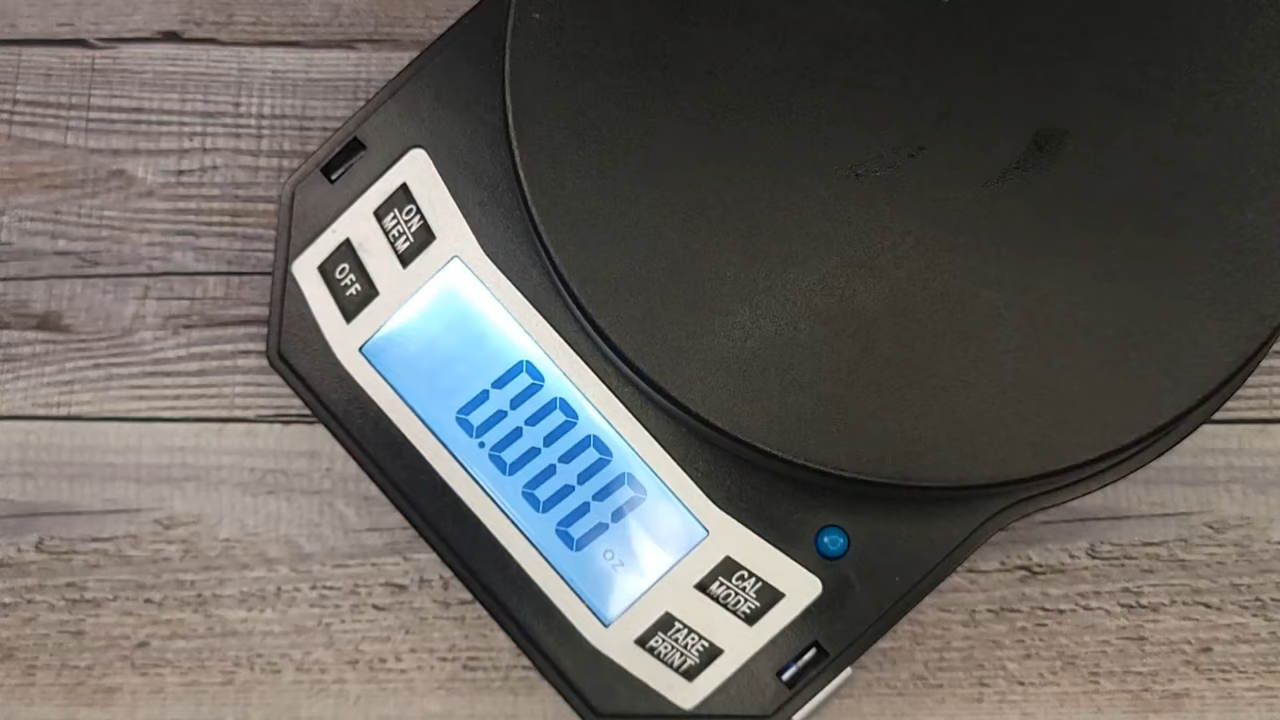 ON
MEM
OFF
0.000
oz
CAL
MODE
TARE
PRINT